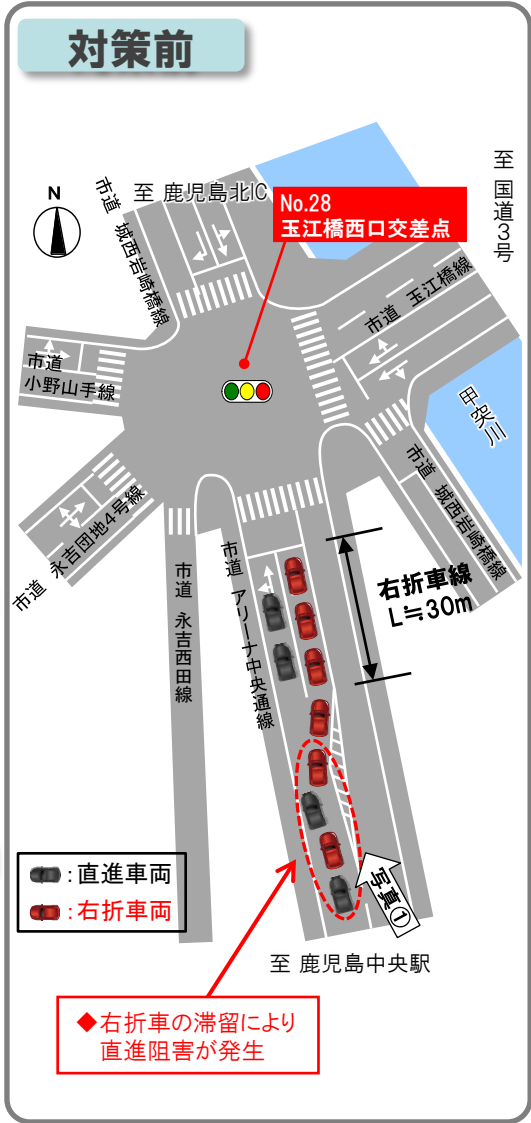 対策前
N
市道 城西岩崎橋線
至 鹿児島北IC
No.28
玉江橋西口交差点
至 国道3号
市道 玉江橋線
市道
小野山手線
甲突川
市道 城西岩崎橋線
市道 永吉団地4号線
市道 永吉西田線
市道 アリーナ中央通線
右折車線
L≒30m
：直進車両
：右折車両
写真①
至 鹿児島中央駅
◆右折車の滞留により
直進阻害が発生